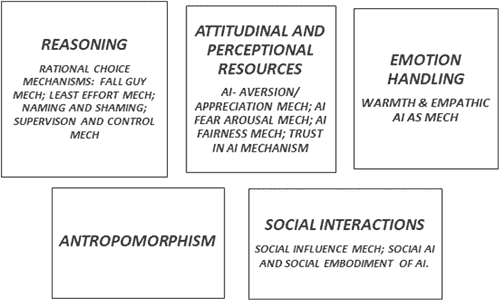 REASONING
RATIONAL CHOICE
MECHANISMS: FALL GUY
MECH; LEAST EFFORT MECH;
NAMING AND SHAMING;
SUPERVISON AND CONTROL
MECH
ATTITUDINAL AND
PERCEPTIONAL
RESOURCES
AI- AVERSION/
APPRECIATION MECH; AI
FEAR AROUSAL MECH; AI
FAIRNESS MECH; TRUST
IN AI MECHANISM
EMOTION
HANDLING
WARMTH & EMPATHIC
AI AS MECH
ANTROPOMORPHISM
SOCIAL INTERACTIONS
SOCIAL INFLUENCE MECH; SOCIAI AI
AND SOCIAL EMBODIMENT OF AI.